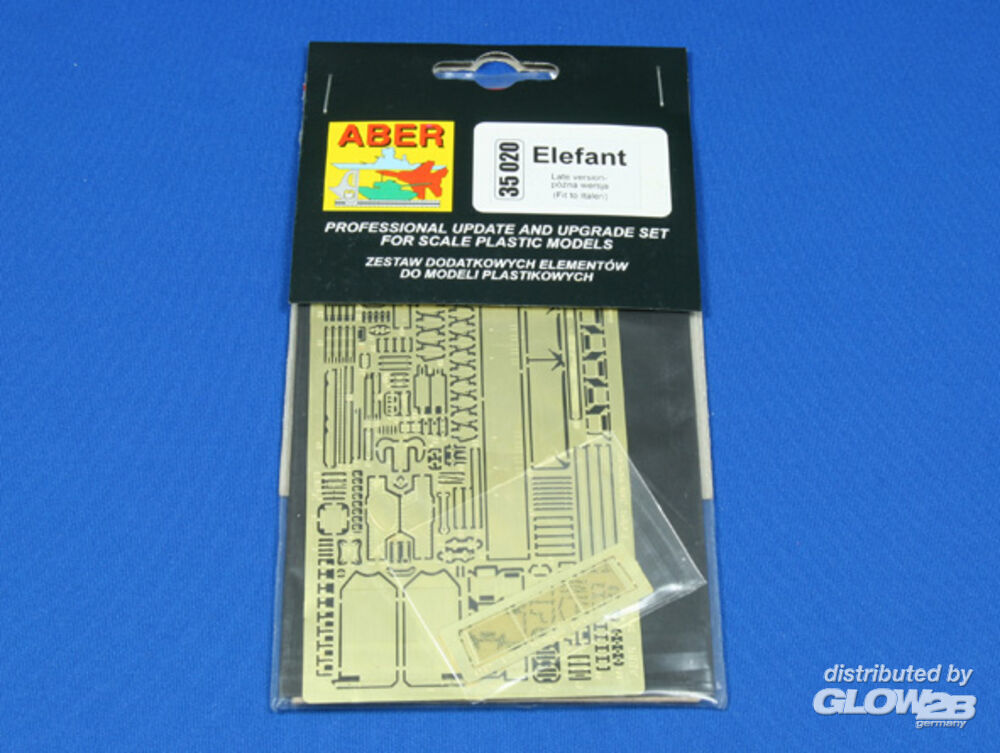 ABER
35 020
Elefant
Late version-
późna wersja
(Fit to Italeri)
PROFESSIONAL UPDATE AND UPGRADE SET
FOR SCALE PLASTIC MODELS
ZESTAW DODATKOWYCH ELEMENTÓW
DO MODELI PLASTIKOWYCH
distributed by
GLOW2B
germany